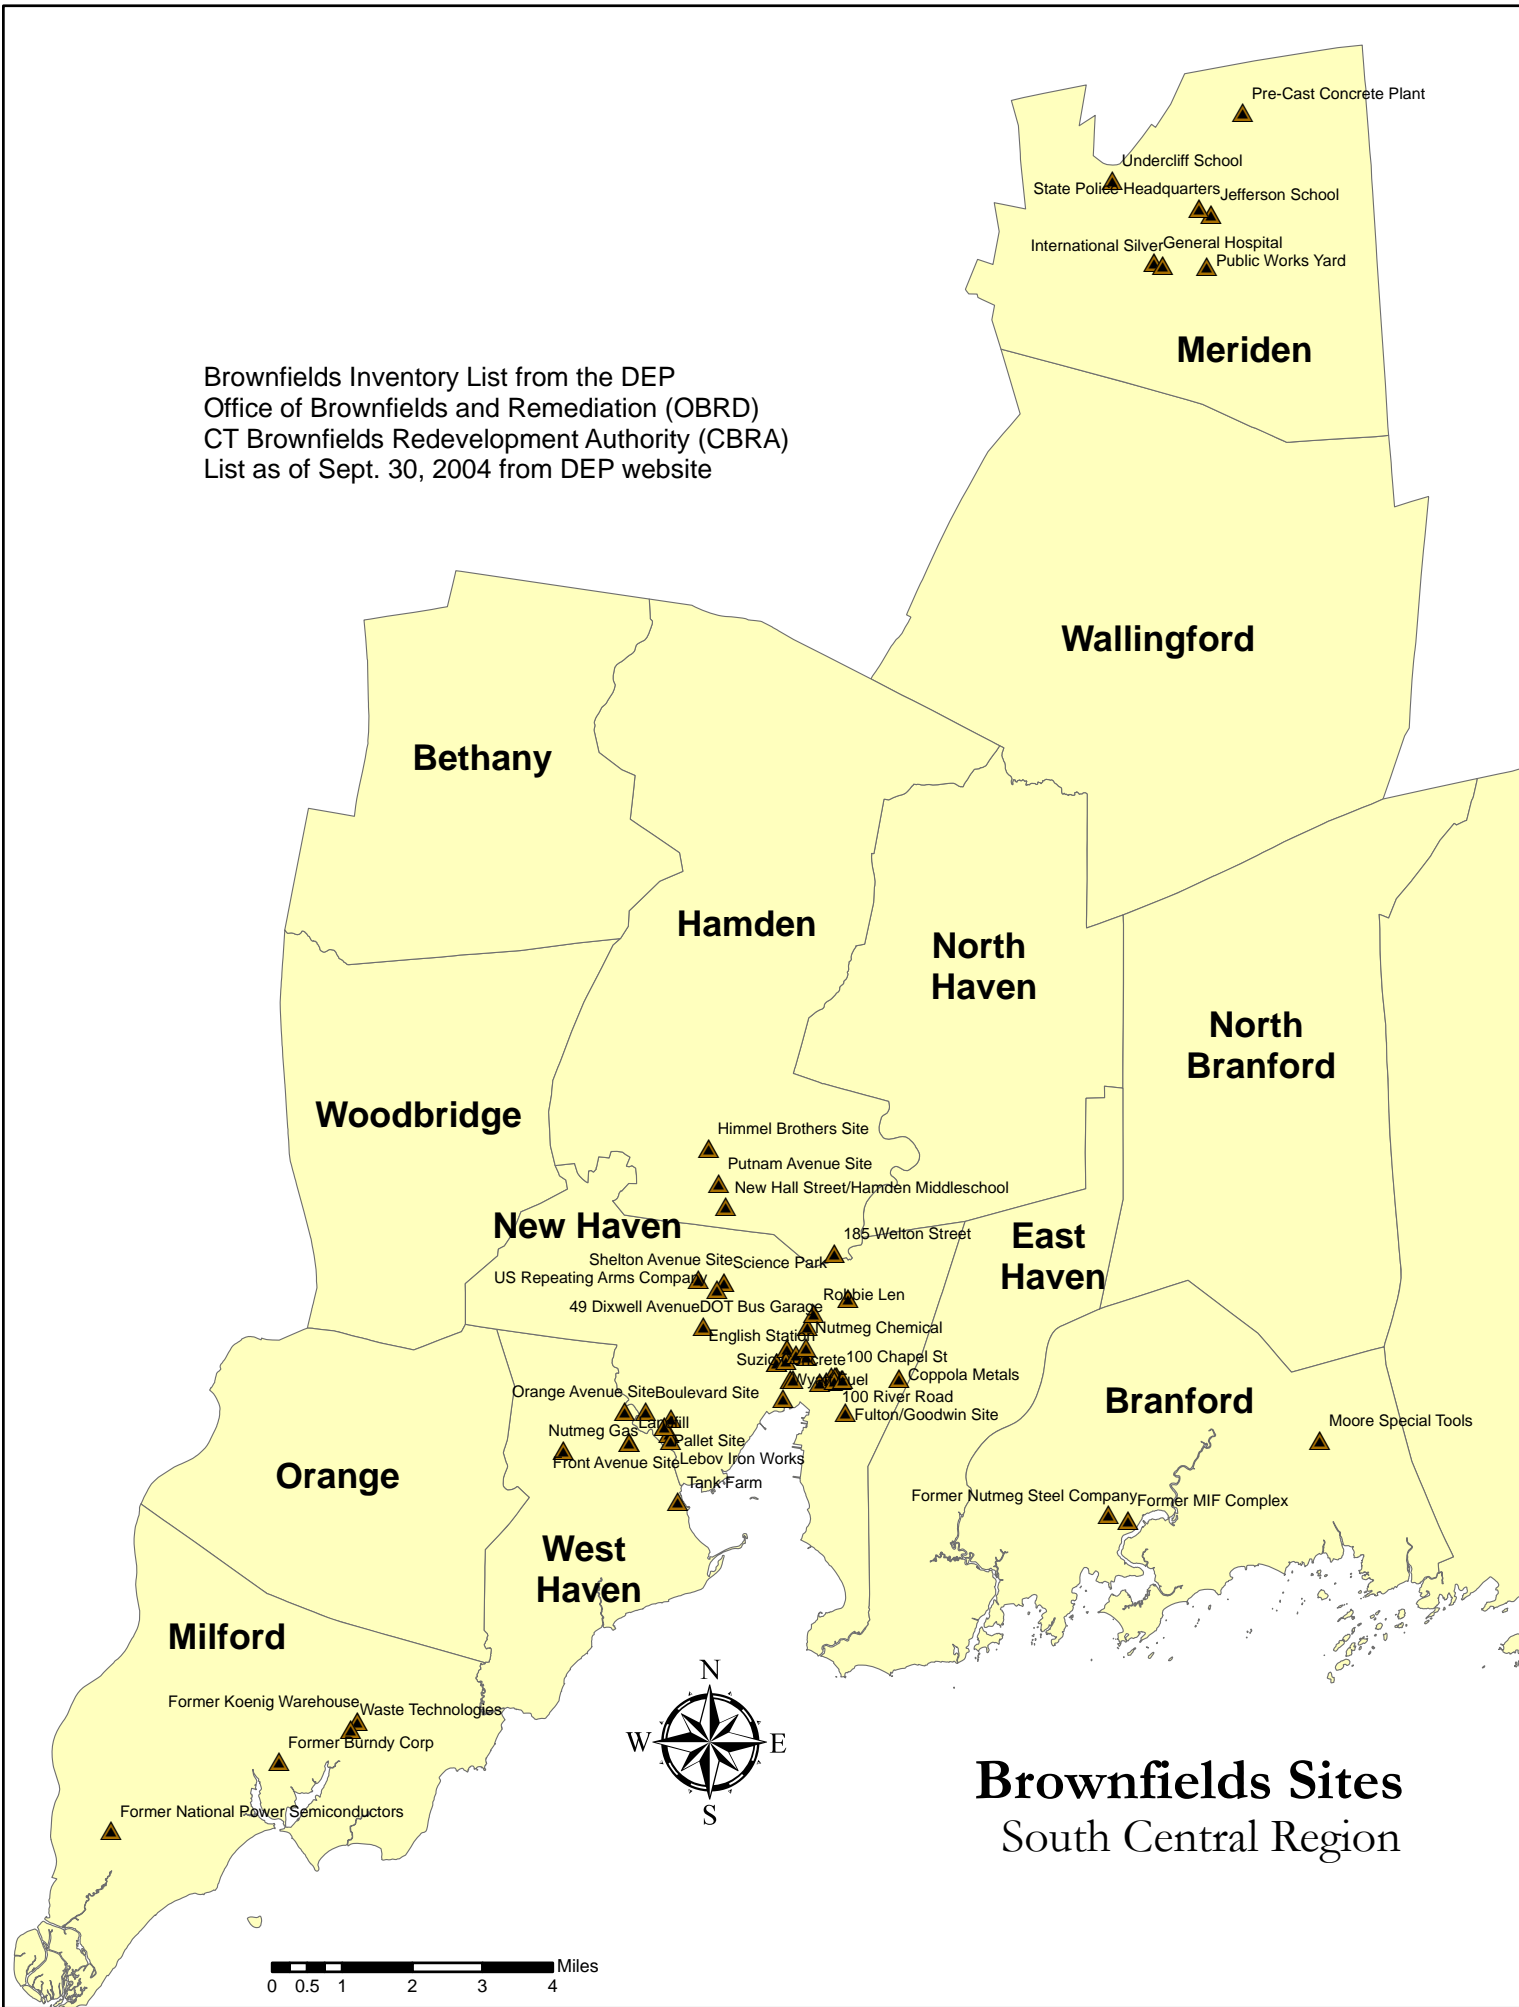 Pre-Cast Concrete Plant
Undercliff School
State Police Headquarters
Jefferson School
International Silver
General Hospital
Public Works Yard
Meriden
Brownfields Inventory List from the DEP
Office of Brownfields and Remediation (OBRD)
CT Brownfields Redevelopment Authority (CBRA)
List as of Sept. 30, 2004 from DEP website
Wallingford
Bethany
Hamden
North
Haven
North
Branford
Woodbridge
Himmel Brothers Site
Putnam Avenue Site
New Hall Street/Hamden Middleschool
New Haven
185 Welton Street
East
Haven
Shelton Avenue Site
Science Park
US Repeating Arms Company
Robbie Len
49 Dixwell Avenue
DOT Bus Garage
Nutmeg Chemical
English Station
Suzio Concrete
100 Chapel St
Coppola Metals
Wyatt Fuel
100 River Road
Fulton/Goodwin Site
Orange Avenue Site
Boulevard Site
Landfill
Nutmeg Gas
Pallet Site
Front Avenue Site
Lebov Iron Works
Tank Farm
Branford
Moore Special Tools
Former Nutmeg Steel Company
Former MIF Complex
Orange
West
Haven
Milford
Former Koenig Warehouse
Waste Technologies
Former Burndy Corp
Former National Power Semiconductors
N
W
E
S
Brownfields Sites
South Central Region
Miles
0 0.5 1 2 3 4